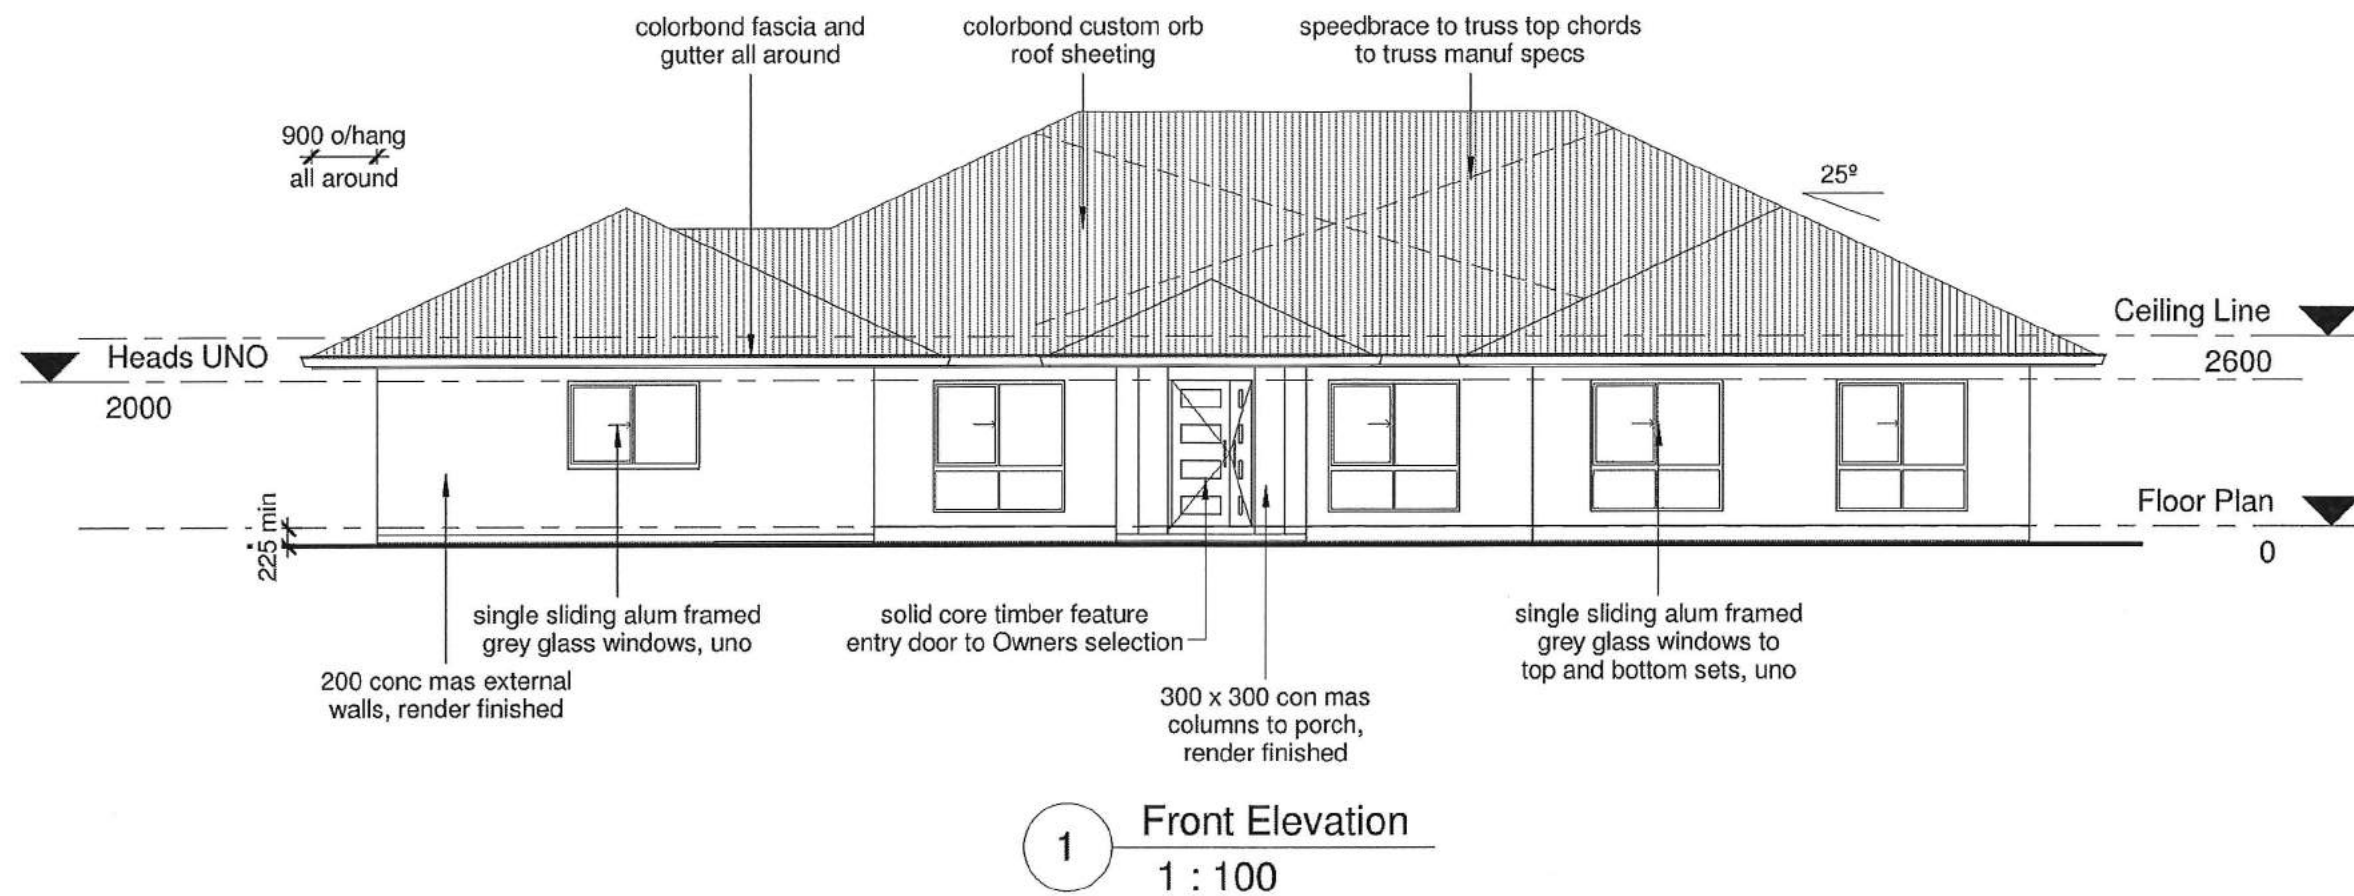 colorbond fascia and
gutter all around
colorbond custom orb
roof sheeting
speedbrace to truss top chords
to truss manuf specs
900 o/hang
all around
25º
Ceiling Line
2600
Heads UNO
2000
225 min
Floor Plan
0
single sliding alum framed
grey glass windows, uno
200 conc mas external
walls, render finished
solid core timber feature
entry door to Owners selection
300 x 300 con mas
columns to porch,
render finished
single sliding alum framed
grey glass windows to
top and bottom sets, uno
1
Front Elevation
1 : 100